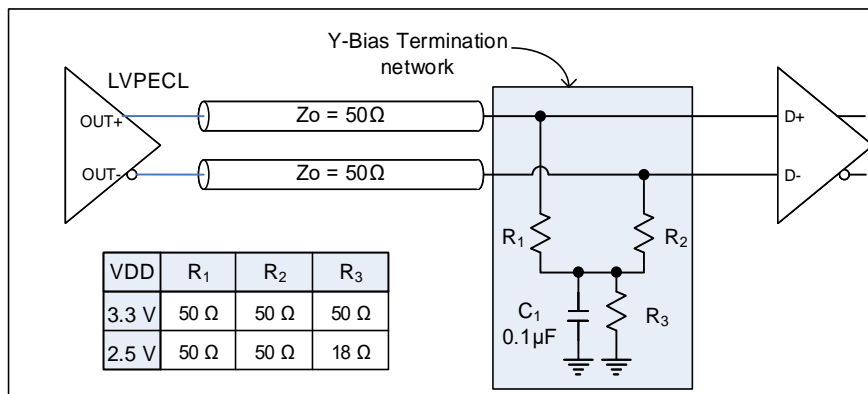 Y-Bias Termination
network
LVPECL
OUT+
Zo = 50Ω
D+
OUT-
Zo = 50Ω
D-
R1
R2
VDD R1 R2 R3
3.3 V 50 Ω 50 Ω 50 Ω
2.5 V 50 Ω 50 Ω 18 Ω
C1
0.1µF
R3